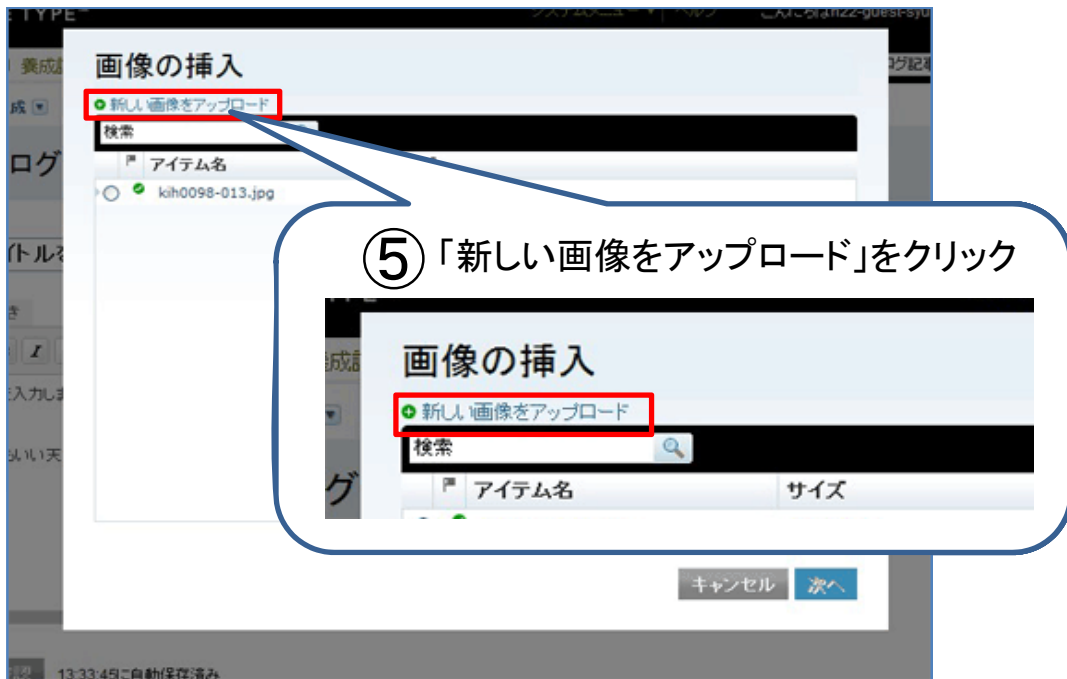 TYPE
システムメニュー ヘルプ
養成
ログ記事
画像の挿入
成
新しい画像をアップロード
検索
ログ
アイテム名
kih0098-013.jpg
⑤「新しい画像をアップロード」をクリック
イトルを
画像の挿入
養成記
新しい画像をアップロード
検索
グ
アイテム名 サイズ
I
入力しま
いい天
キャンセル 次へ
13:33:45に自動保存済み